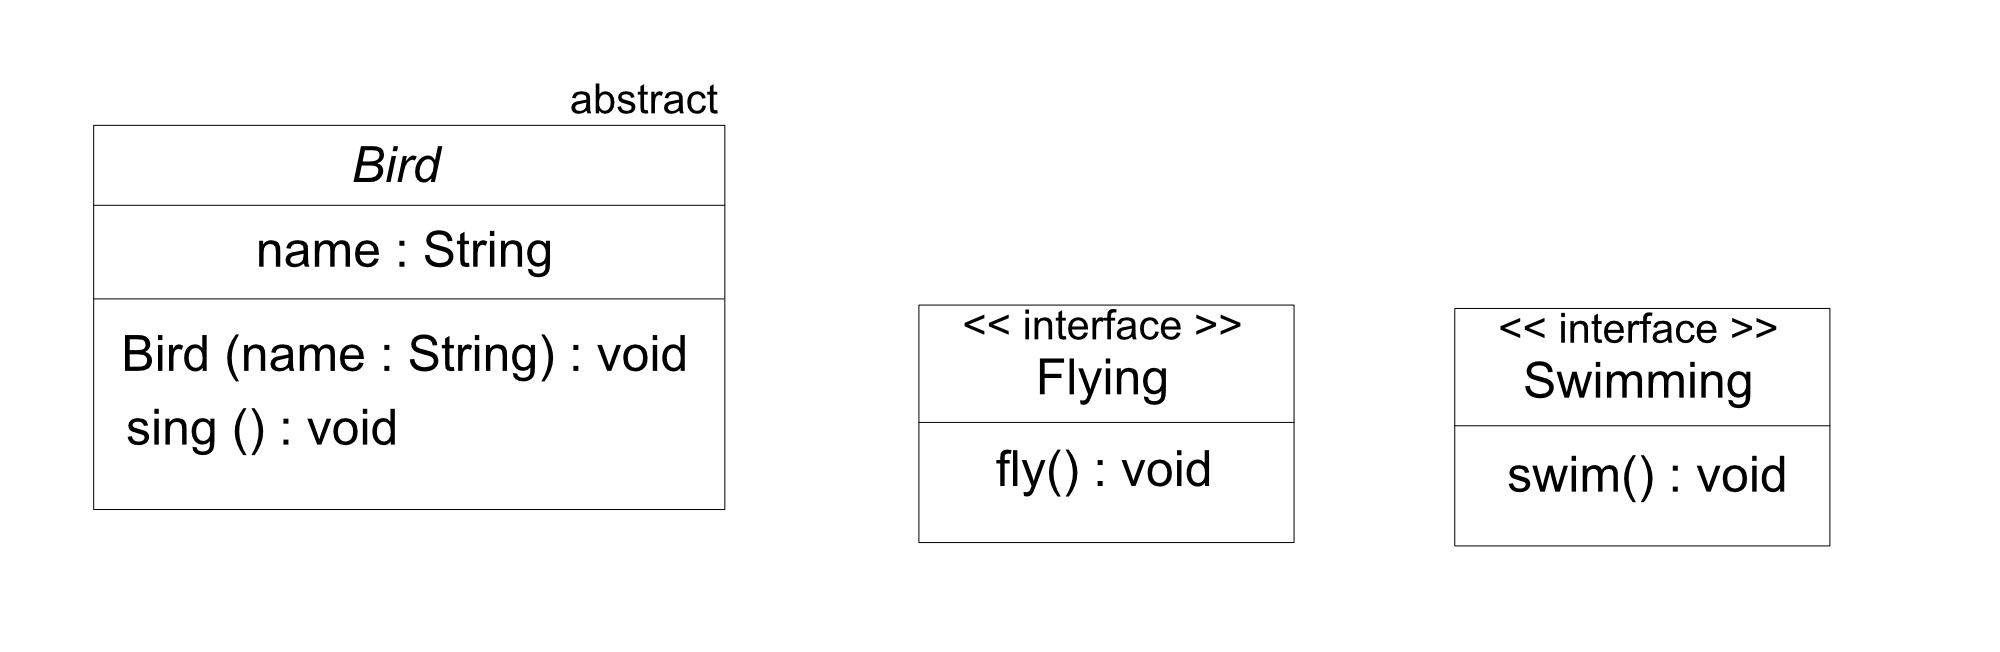 abstract
Bird
name : String
Bird (name : String) : void
sing () : void
<< interface >>
Flying
fly() : void
<< interface >>
Swimming
swim() : void